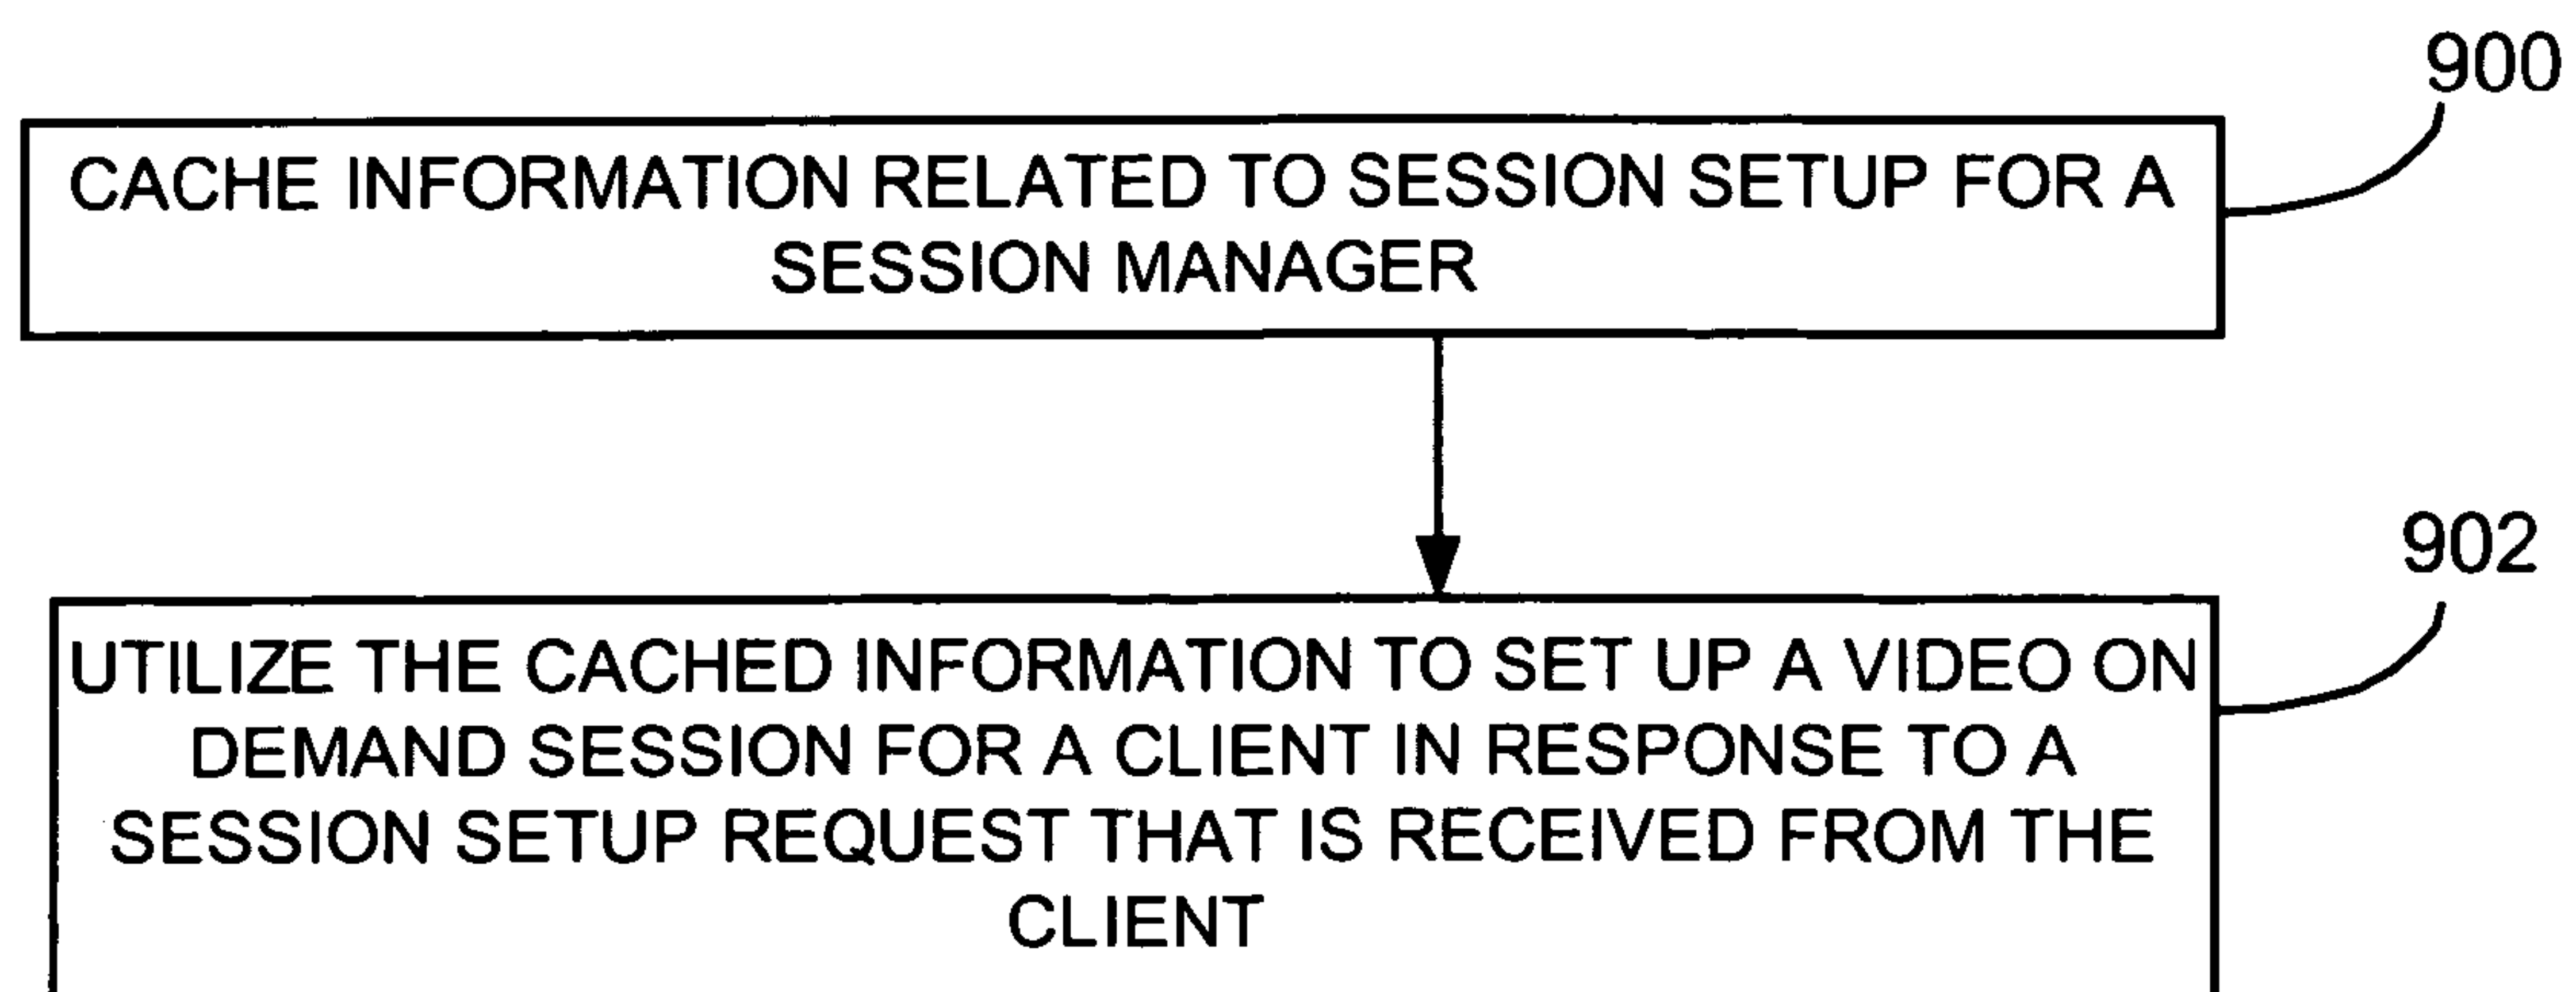 900
CACHE INFORMATION RELATED TO SESSION SETUP FOR A
SESSION MANAGER
902
UTILIZE THE CACHED INFORMATION TO SET UP A VIDEO ON
DEMAND SESSION FOR A CLIENT IN RESPONSE TO A
SESSION SETUP REQUEST THAT IS RECEIVED FROM THE
CLIENT